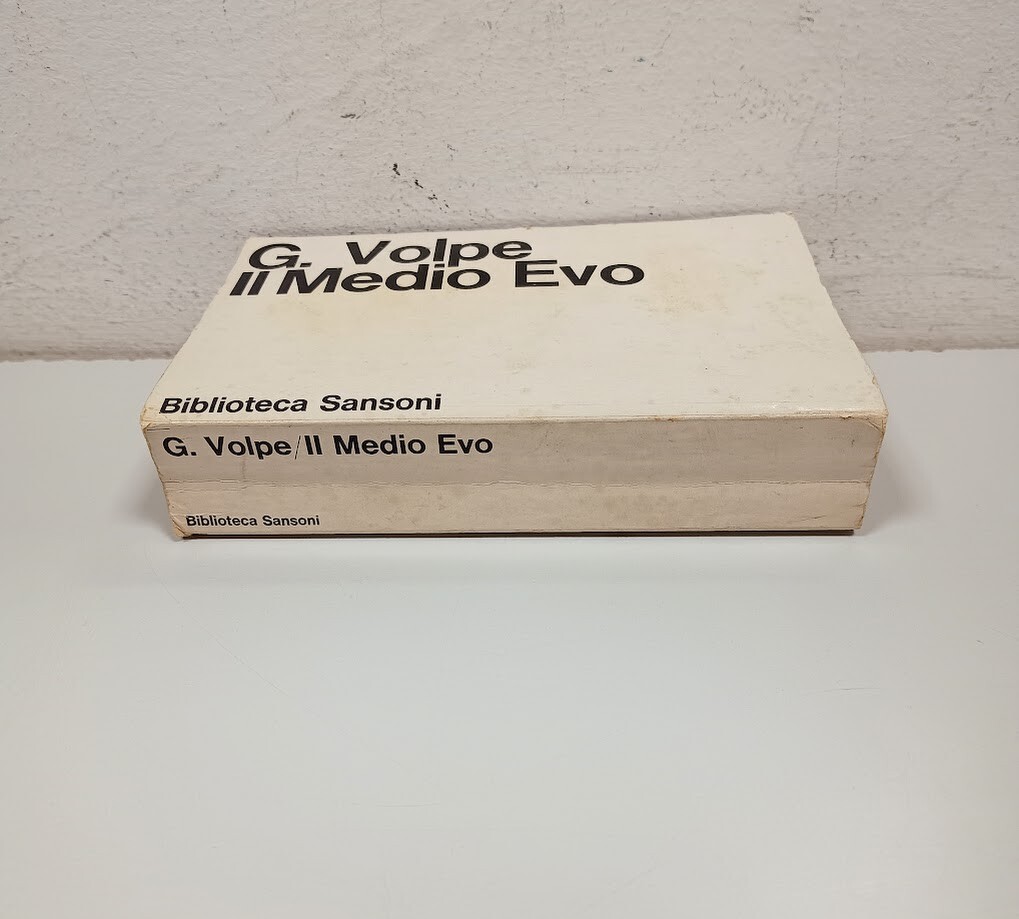 G. Volpe
Il Medio Evo
Biblioteca Sansoni
G. Volpe/Il Medio Evo
Biblioteca Sansoni